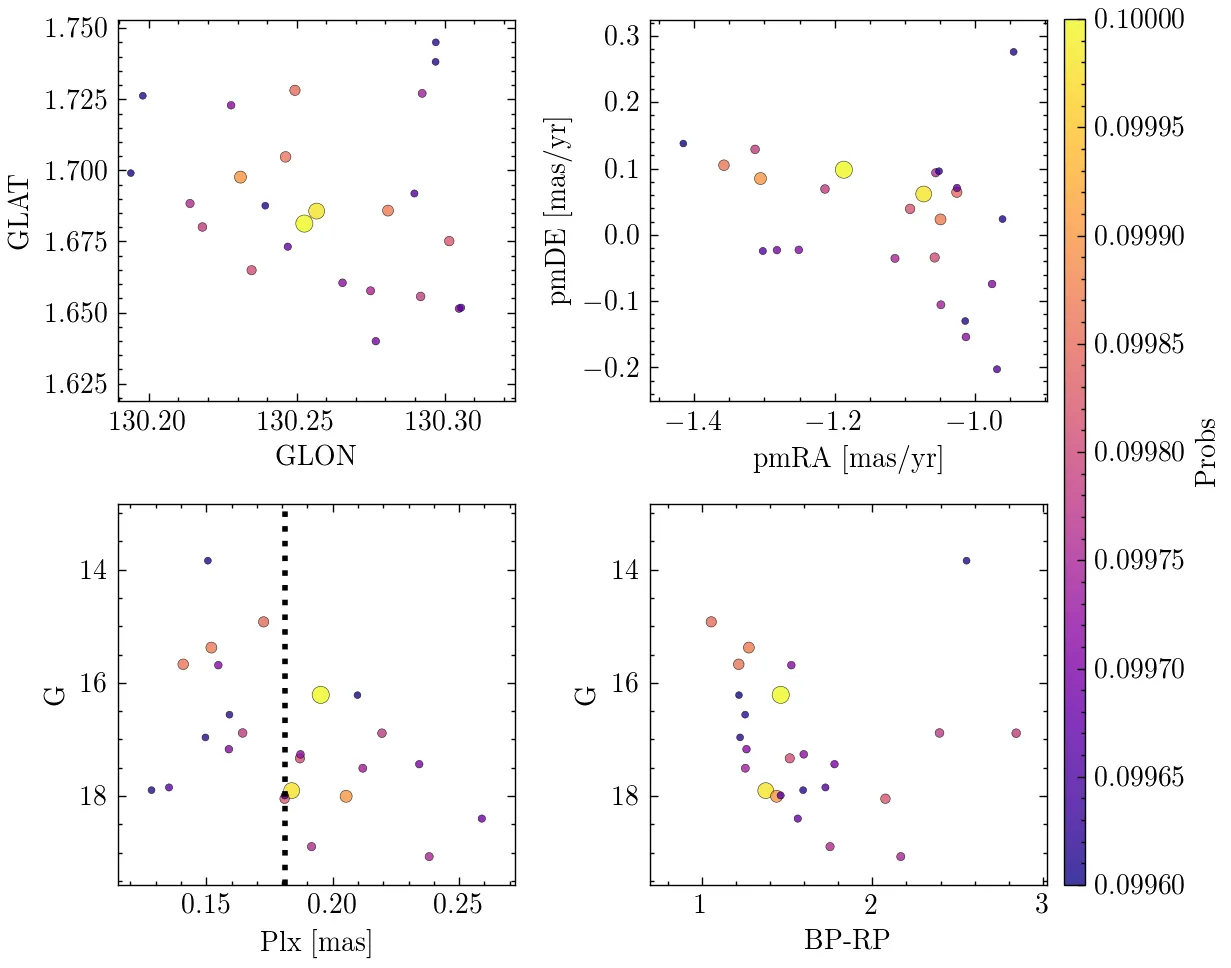 1.750
1.725
1.700
1.675
1.650
1.625
GLAT
130.20 130.25 130.30
GLON
0.3
0.2
0.1
0.0
−0.1
−0.2
pmDE [mas/yr]
−1.4 −1.2 −1.0
pmRA [mas/yr]
14
16
18
G
0.15 0.20 0.25
Plx [mas]
14
16
18
G
1 2 3
BP-RP
0.10000
0.09995
0.09990
0.09985
0.09980
0.09975
0.09970
0.09965
0.09960
Probs